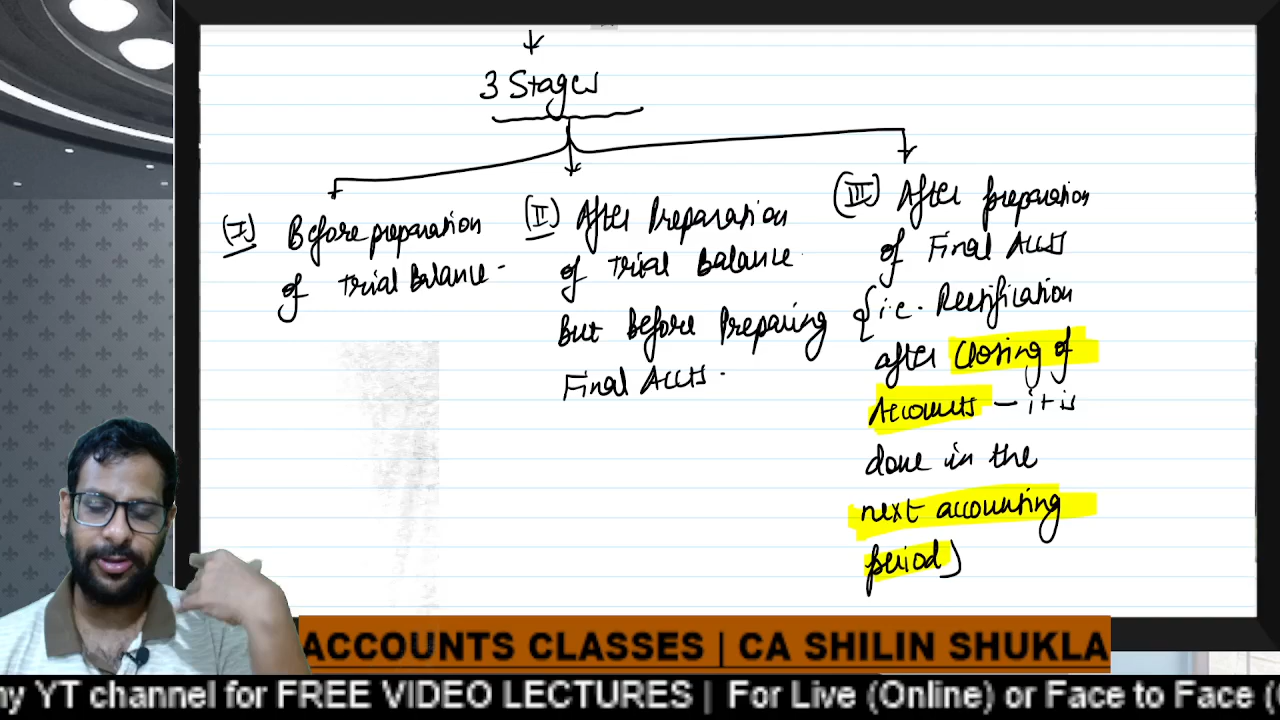 3 Stages
(I) Before preparation
of Trial Balance.
(II) After Preparation
of Trial Balance.
But Before Preparing
Final Accts.
(III) After preparation
of Final Accts
{i.e. Rectification
after Closing of
Accounts - it is
done in the
next accounting
period}
ACCOUNTS CLASSES | CA SHILIN SHUKLA
ny YT channel for FREE VIDEO LECTURES | For Live (Online) or Face to Face (